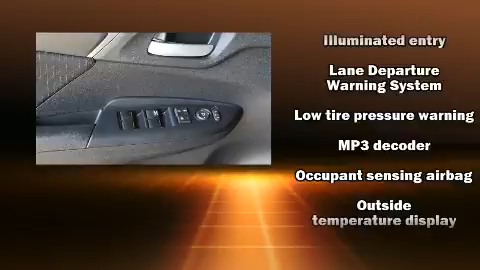 Illuminated entry
Lane Departure
Warning System
Low tire pressure warning
MP3 decoder
Occupant sensing airbag
Outside
temperature display